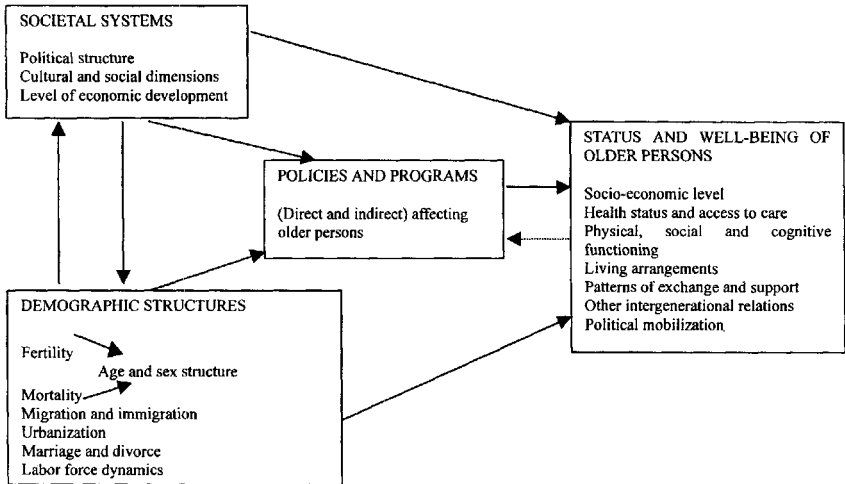 SOCIETAL SYSTEMS
Political structure
Cultural and social dimensions
Level of economic development
POLICIES AND PROGRAMS
(Direct and indirect) affecting
older persons
STATUS AND WELL-BEING OF
OLDER PERSONS
Socio-economic level
Health status and access to care
Physical, social and cognitive
functioning
Living arrangements
Patterns of exchange and support
Other intergenerational relations
Political mobilization
DEMOGRAPHIC STRUCTURES
Fertility
Age and sex structure
Mortality
Migration and immigration
Urbanization
Marriage and divorce
Labor force dynamics